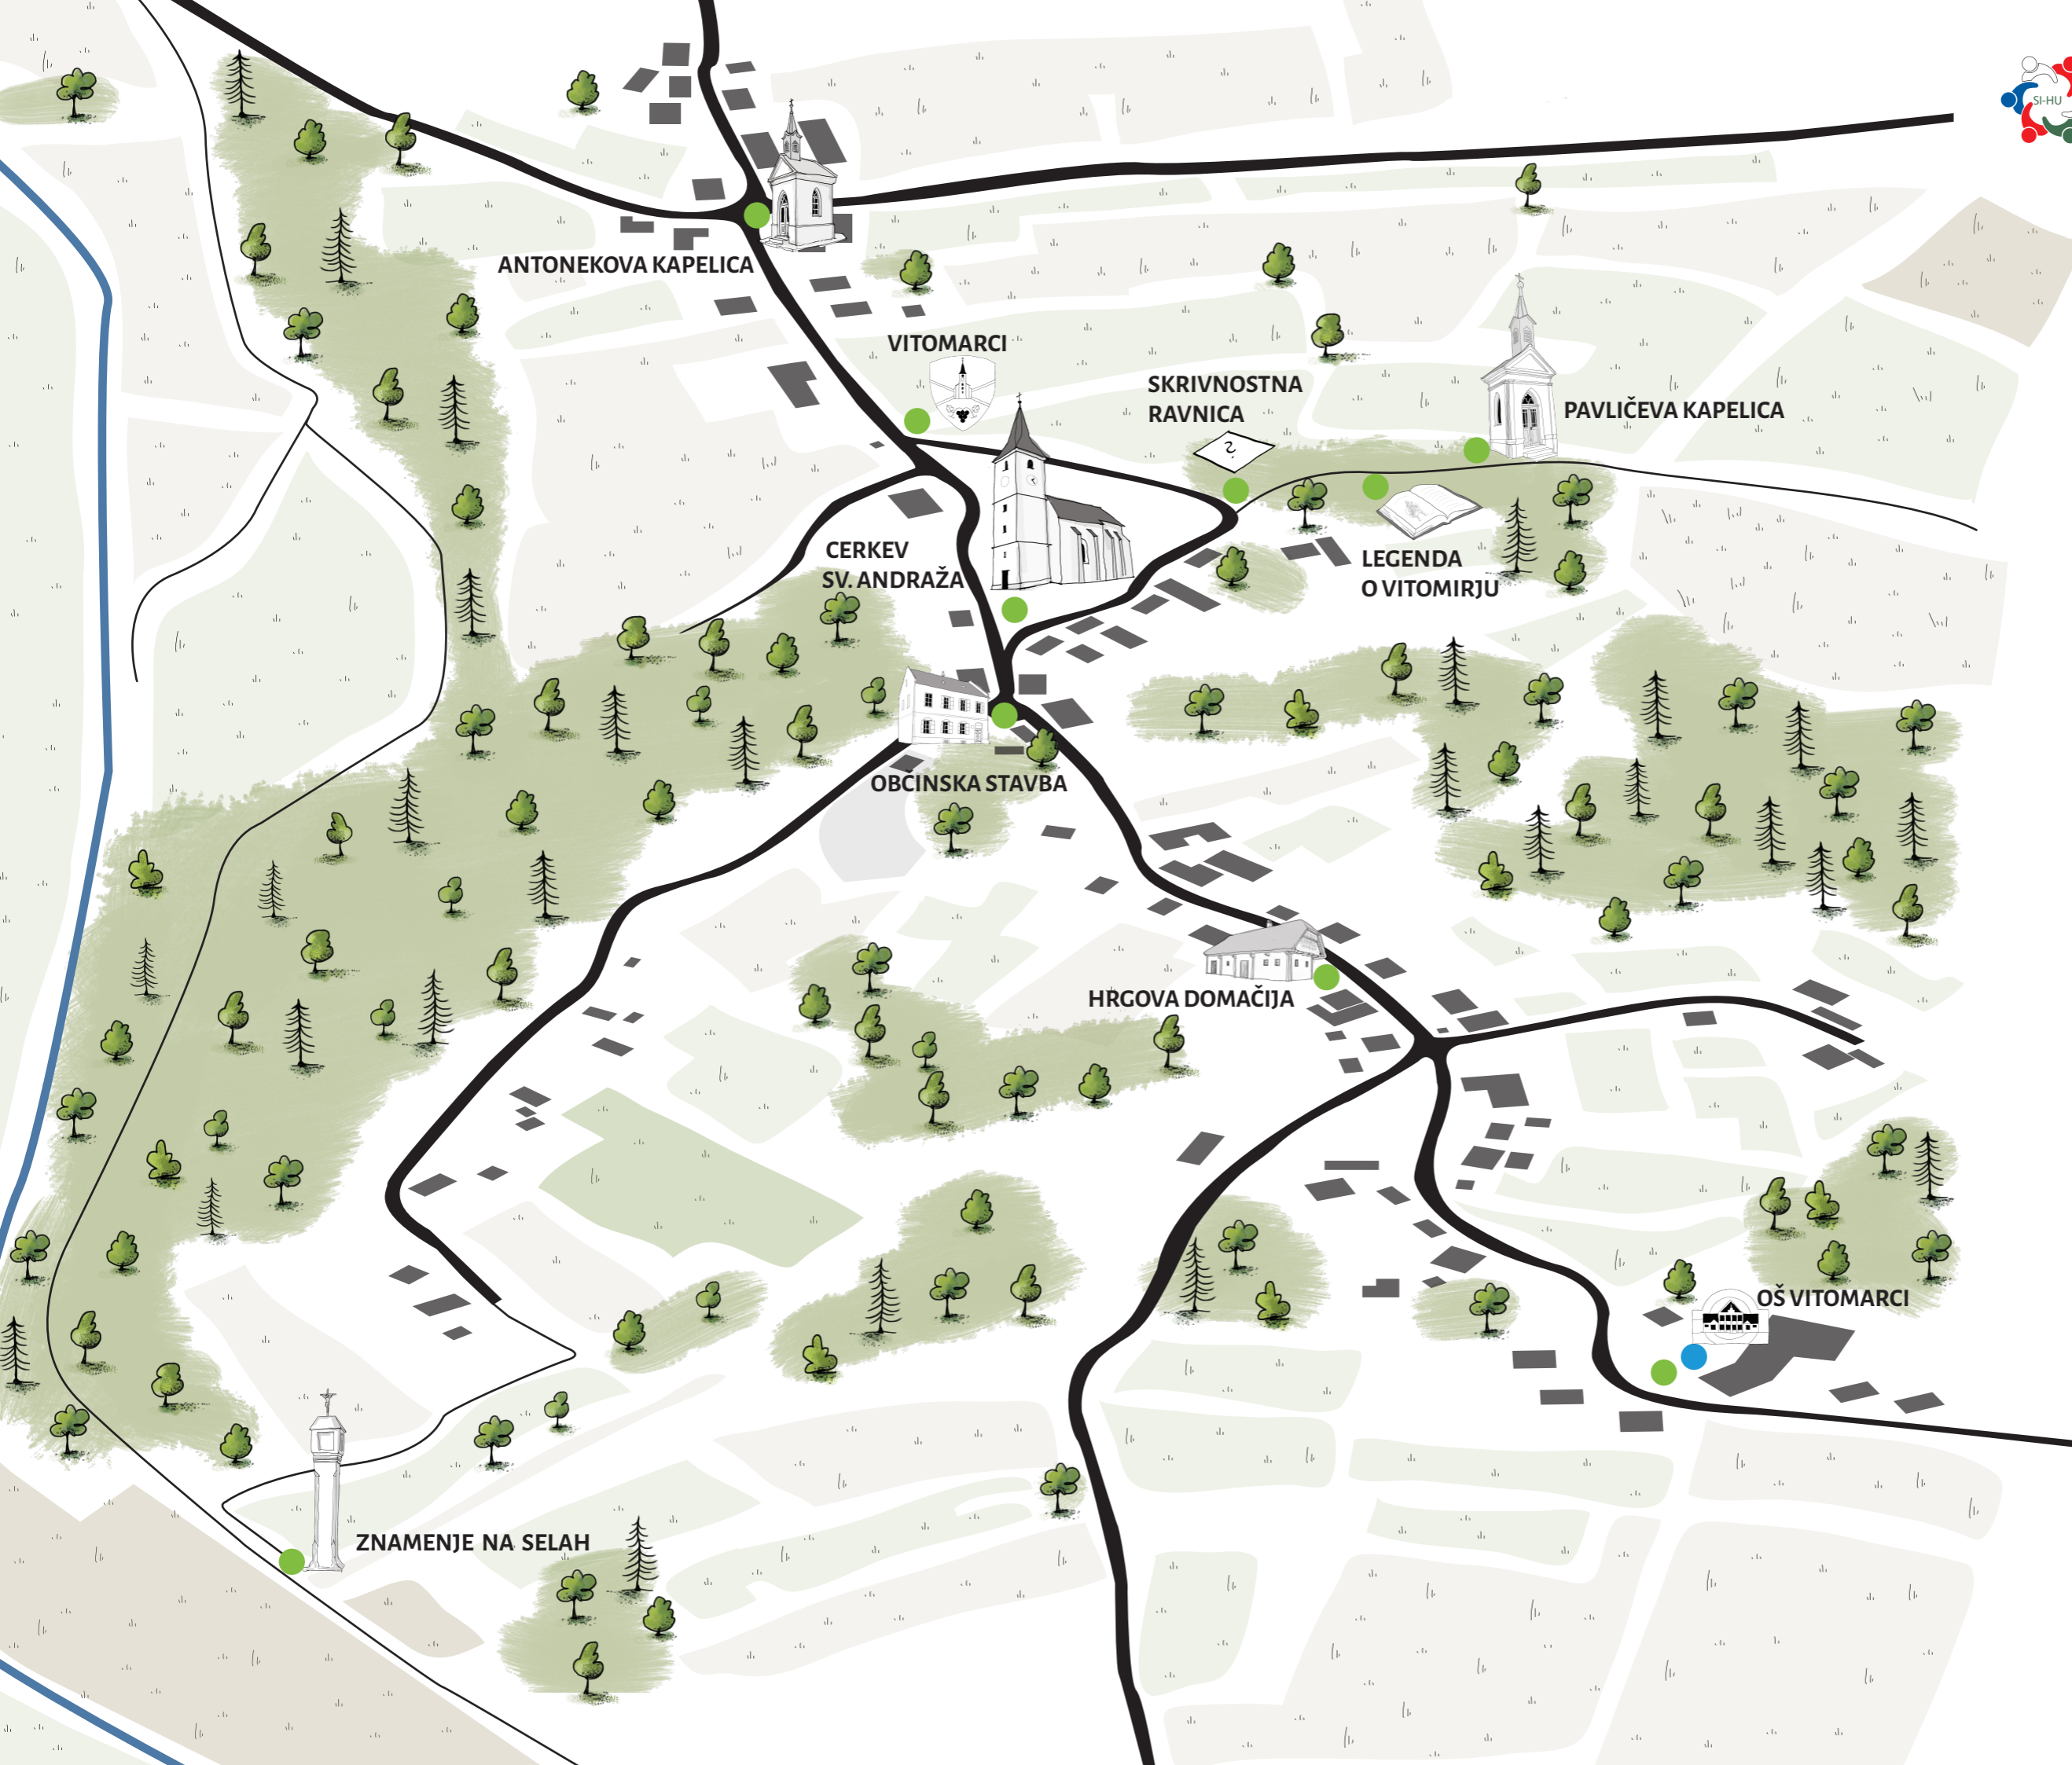 SI-HU
ANTONEKOVA KAPELICA
VITOMARCI
SKRIVNOSTNA
RAVNICA
?
PAVLIČEVA KAPELICA
CERKEV
SV. ANDRAŽA
LEGENDA
O VITOMIRJU
OBČINSKA STAVBA
HRGOVA DOMAČIJA
OŠ VITOMARCI
ZNAMENJE NA SELAH